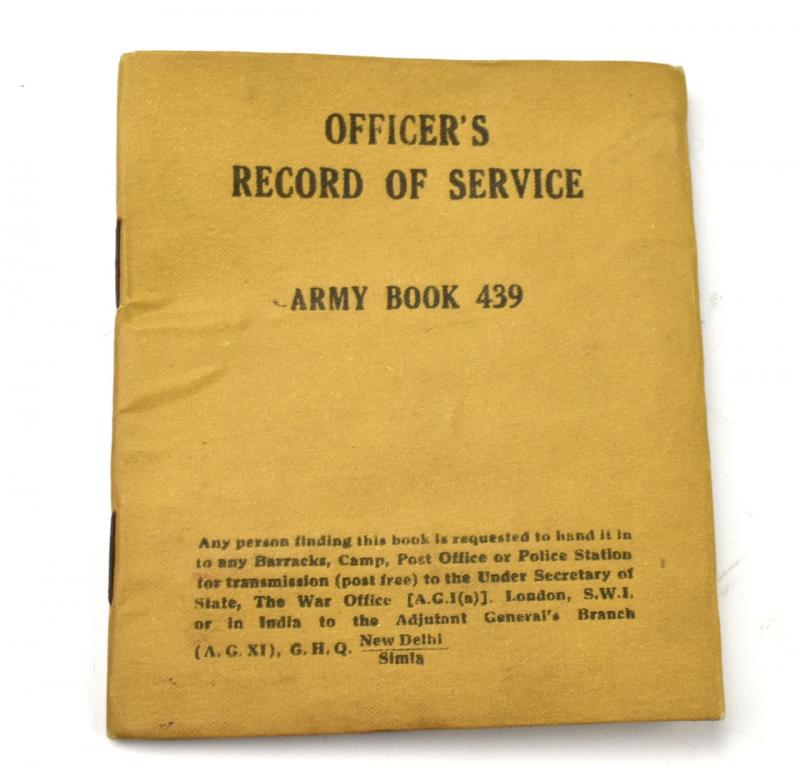 OFFICER'S
RECORD OF SERVICE
ARMY BOOK 439
Any person finding this book is requested to hand it in
to any Barracks, Camp, Post Office or Police Station
for transmission (post free) to the Under Secretary of
State, The War Office [A.G.1(a)]. London, S.W.1.
or in India to the Adjutant General's Branch
(A. G. XI), G. H. Q. New Delhi
Simla